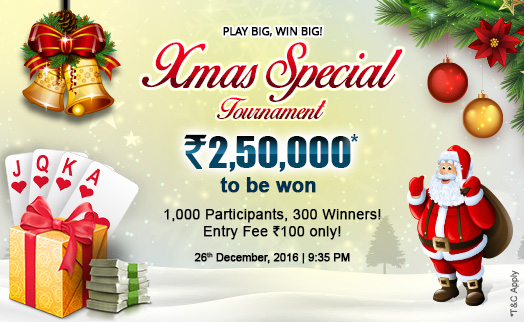 PLAY BIG, WIN BIG!
Xmas Special
Tournament
₹2,50,000*
to be won
1,000 Participants, 300 Winners!
Entry Fee ₹100 only!
26th December, 2016 | 9:35 PM
J Q K A
*T&C Apply